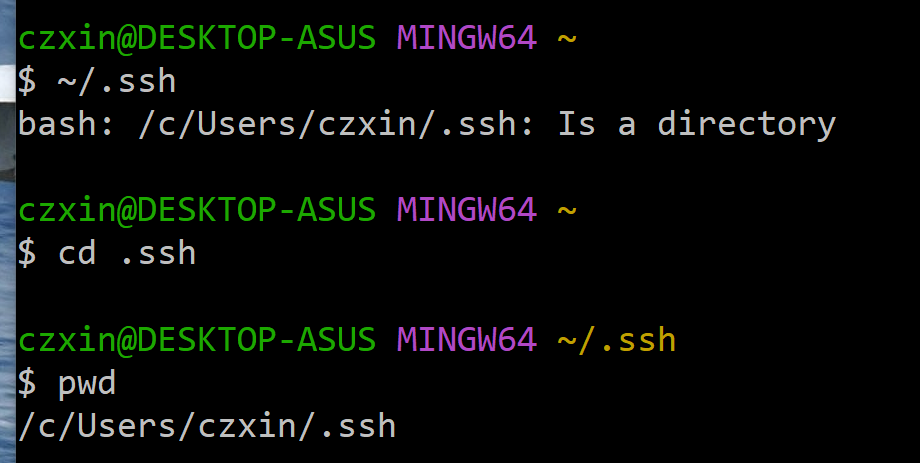 czxin@DESKTOP-ASUS MINGW64 ~
$ ~/.ssh
bash: /c/Users/czxin/.ssh: Is a directory
czxin@DESKTOP-ASUS MINGW64 ~
$ cd .ssh
czxin@DESKTOP-ASUS MINGW64 ~/.ssh
$ pwd
/c/Users/czxin/.ssh